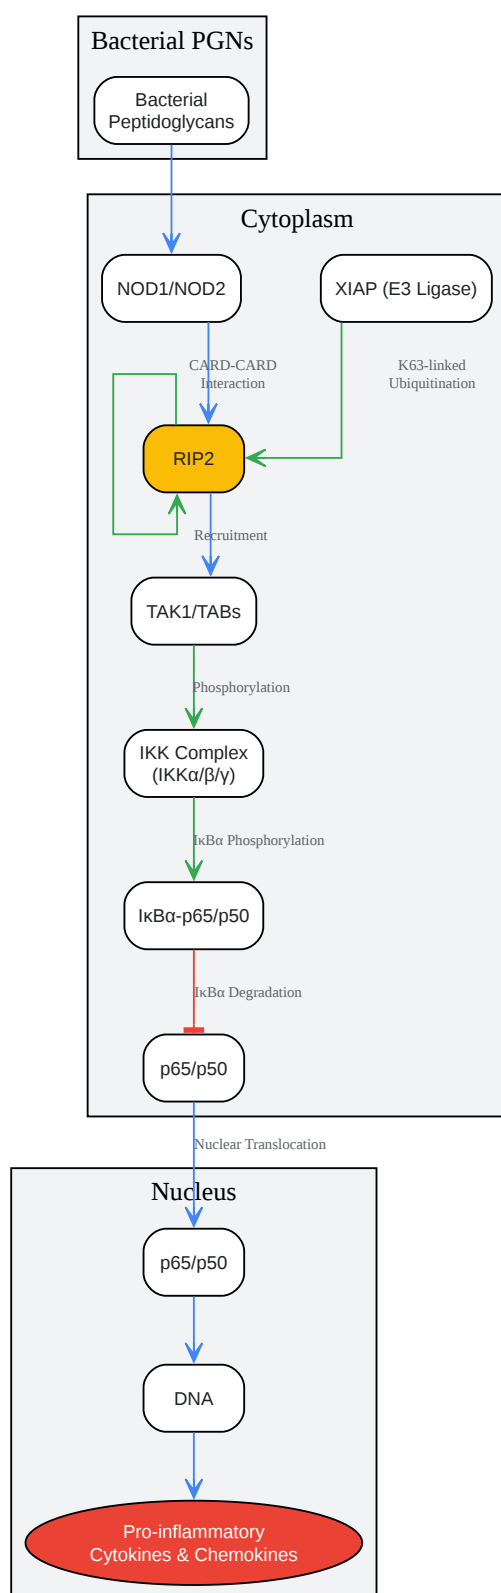 Bacterial PGNs
Bacterial
Peptidoglycans
Cytoplasm
NOD1/NOD2
XIAP (E3 Ligase)
CARD-CARD
Interaction
K63-linked
Ubiquitination
RIP2
Recruitment
TAK1/TABs
Phosphorylation
IKK Complex
(IKKα/β/γ)
IκBα Phosphorylation
IκBα-p65/p50
IκBα Degradation
p65/p50
Nuclear Translocation
Nucleus
p65/p50
DNA
Pro-inflammatory
Cytokines & Chemokines